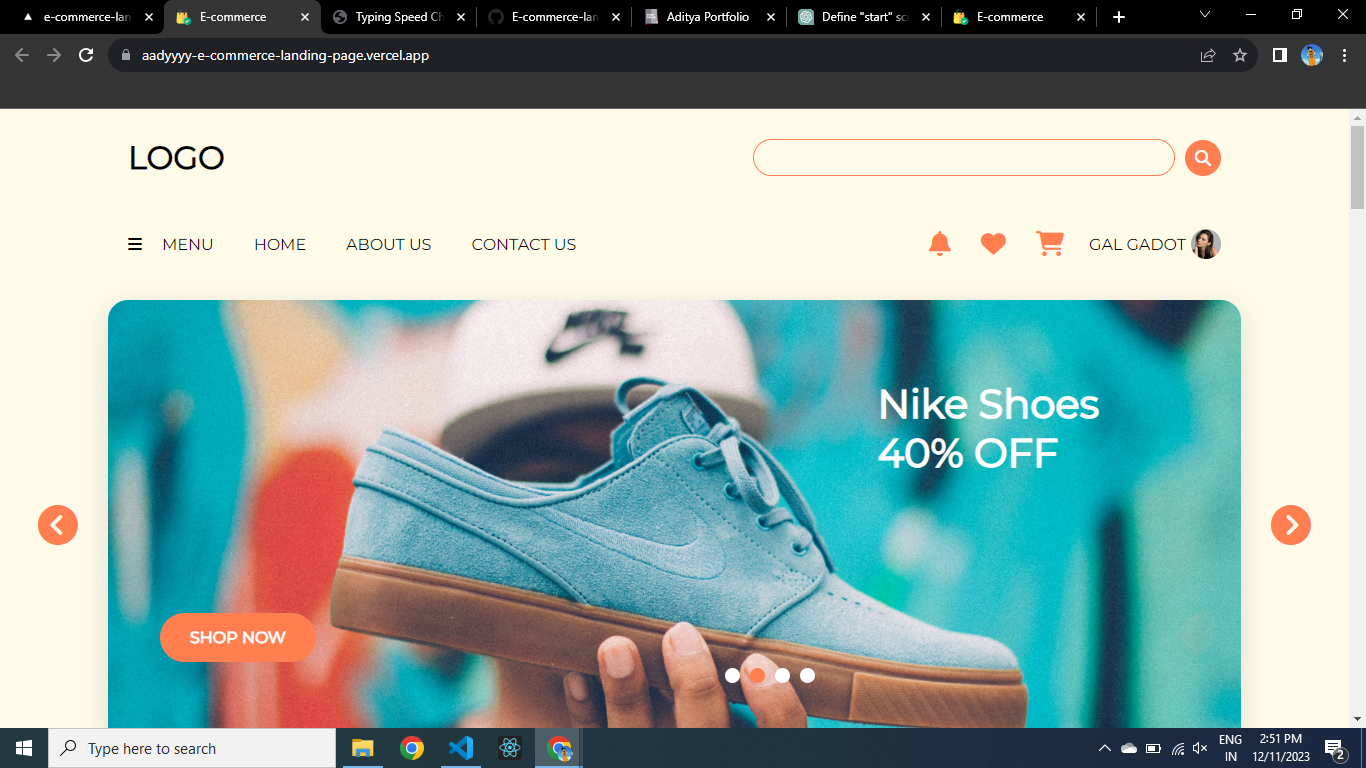 e-commerce-lan
E-commerce
Typing Speed Ch
E-commerce-lan
Aditya Portfolio
Define "start" sc
E-commerce
aadyyyy-e-commerce-landing-page.vercel.app
LOGO
MENU HOME ABOUT US CONTACT US GAL GADOT
Nike Shoes
40% OFF
SHOP NOW
Type here to search
ENG
IN
2:51 PM
12/11/2023
2